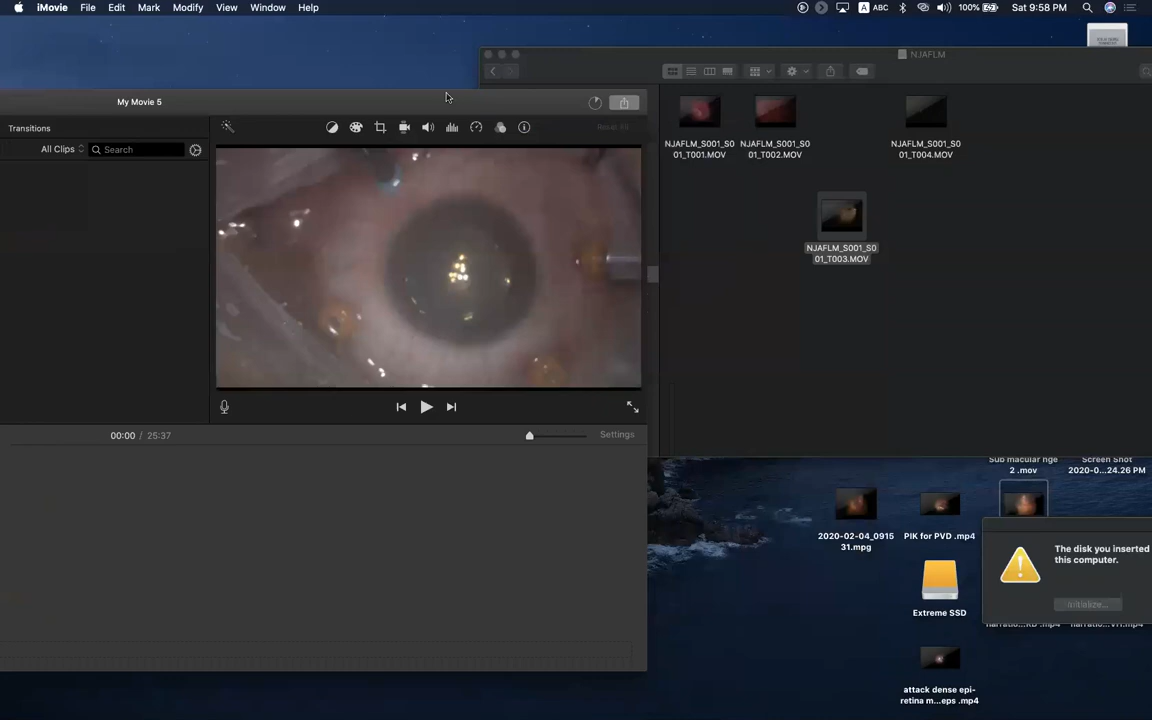 iMovie File Edit Mark Modify View Window Help
A ABC 100% Sat 9:58 PM
NJAFLM
My Movie 5
Transitions
Reset All
All Clips Search
NJAFLM_S001_S0
01_T001.MOV
NJAFLM_S001_S0
01_T002.MOV
NJAFLM_S001_S0
01_T004.MOV
NJAFLM_S001_S0
01_T003.MOV
00:00 / 25:37 Settings
Sub macular hge
2 .mov
Screen Shot
2020-0...24.26 PM
2020-02-04_0915
31.mpg
PIK for PVD .mp4
The disk you inserted
this computer.
Initialize...
Extreme SSD
attack dense epi-
retina m...eps .mp4